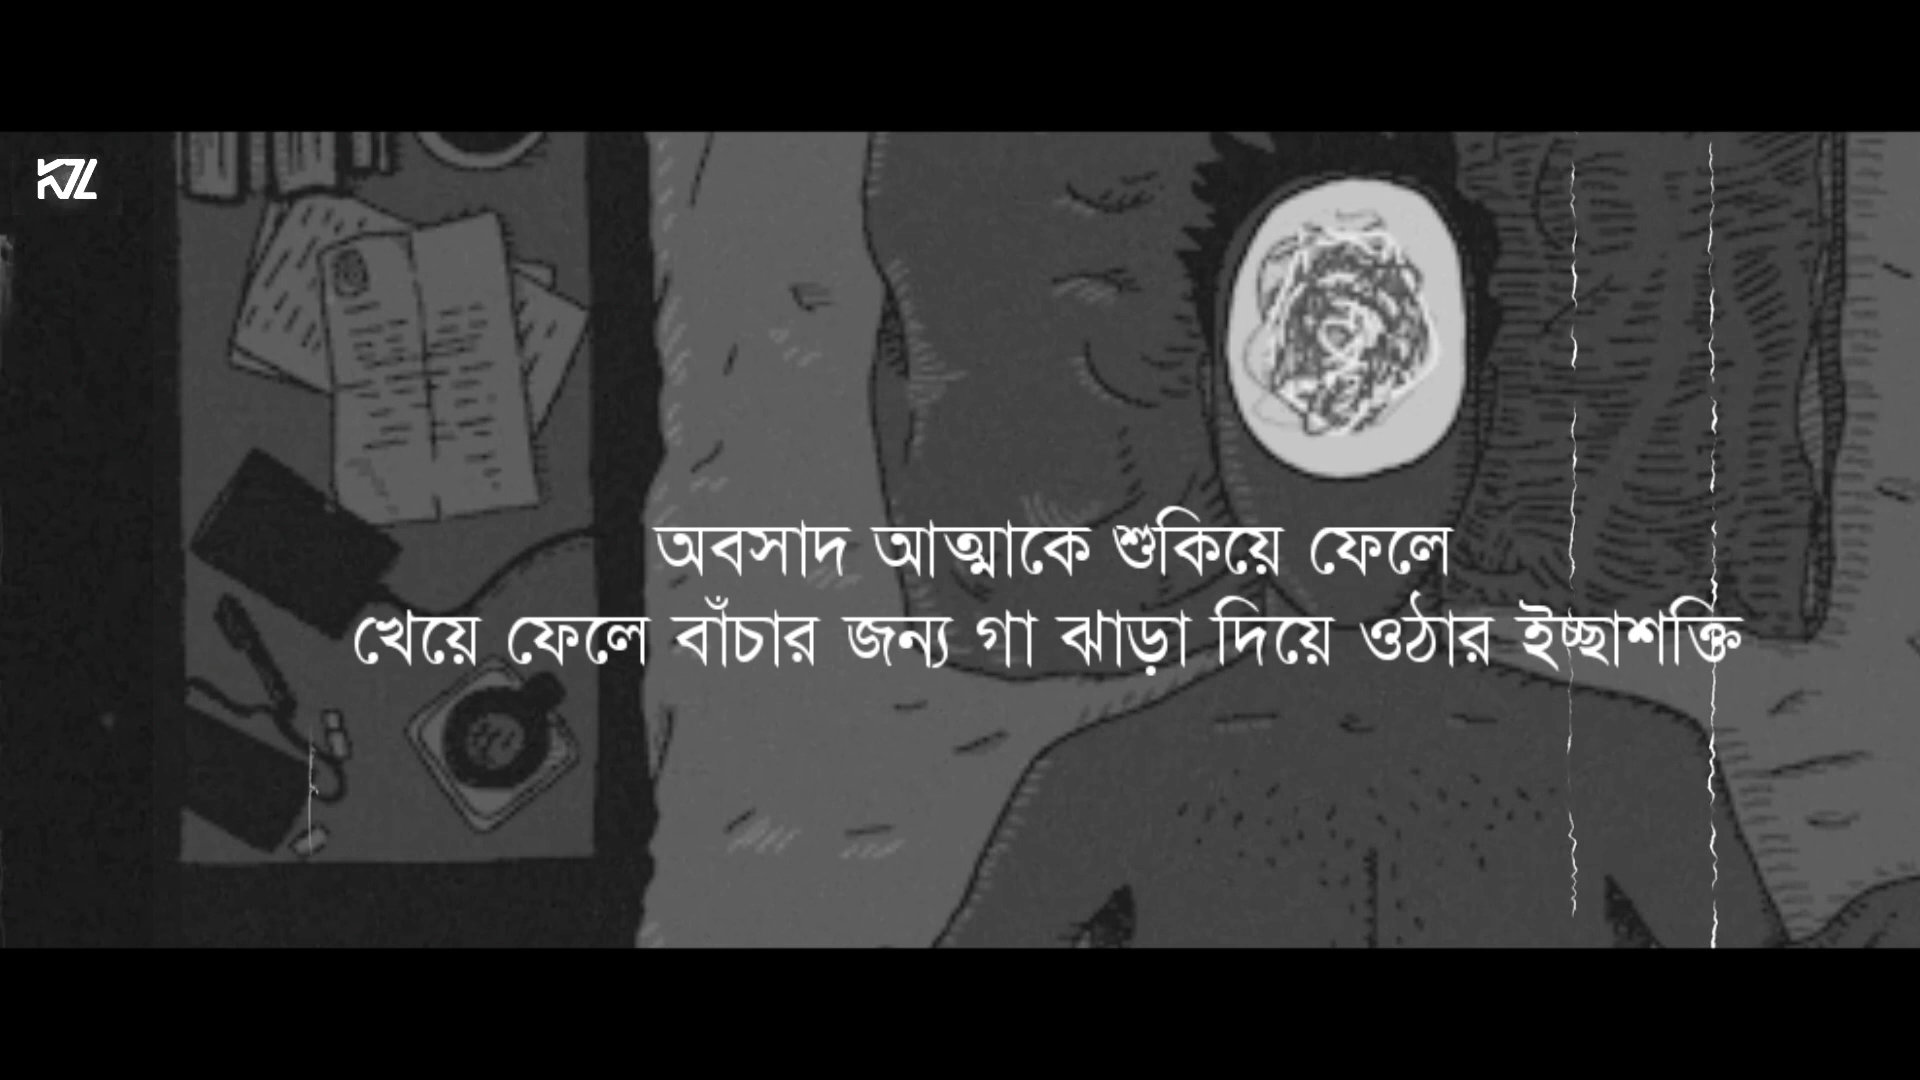 অবসাদ আত্মাকে শুকিয়ে ফেলে
খেয়ে ফেলে বাঁচার জন্য গা ঝাড়া দিয়ে ওঠার ইচ্ছাশক্তি